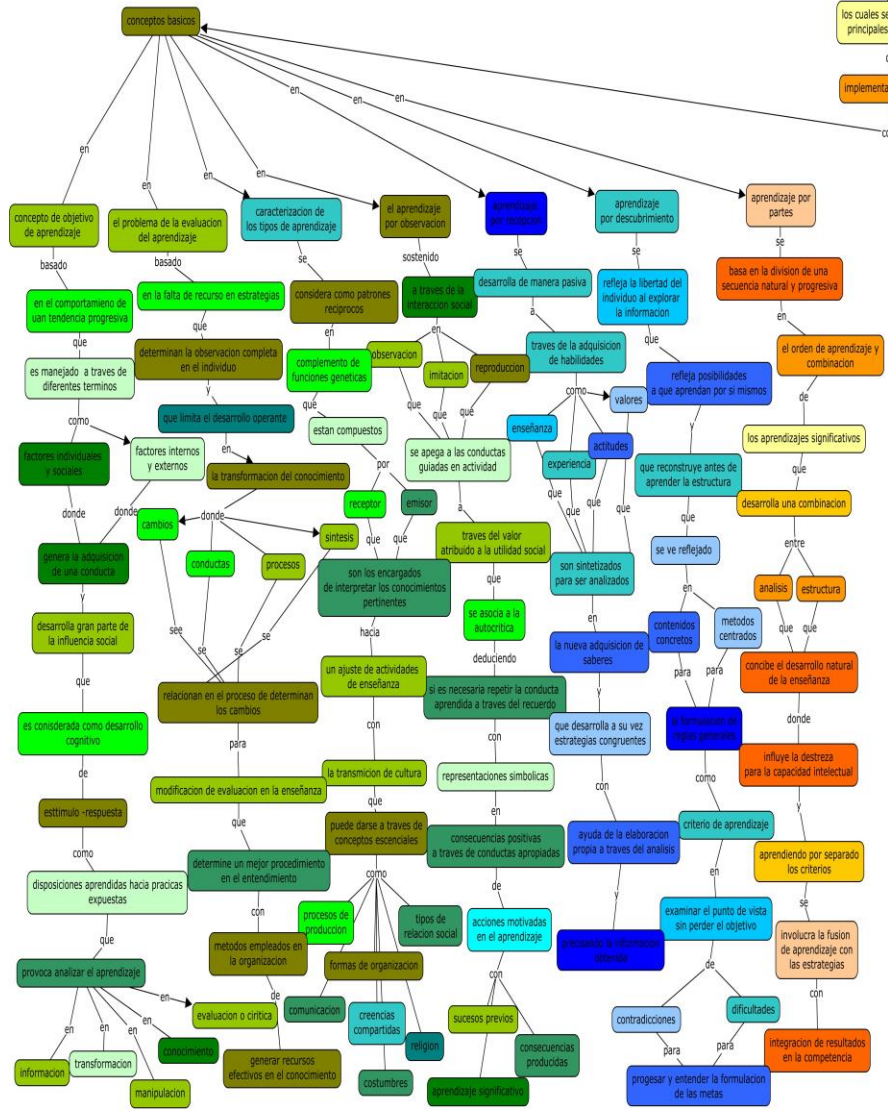 conceptos basicos
los cuales se
principales
implementa
co
en
en
en
en
en
en
en
concepto de objetivo
de aprendizaje
basado
en el comportamieno de
uan tendencia progresiva
que
es manejado a traves de
diferentes terminos
como
factores individuales
y sociales
factores internos
y externos
donde
donde
genera la adquisicion
de una conducta
y
desarrolla gran parte de
la influencia social
que
es conisderada como desarrollo
cognitivo
de
esttimulo -respuesta
como
disposiciones aprendidas hacia pracicas
expuestas
que
provoca analizar el aprendizaje
en
en
en
en
en
informacion
transformacion
manipulacion
conocimiento
evaluacion o ciritica
el problema de la evaluacion
del aprendizaje
basado
en la falta de recurso en estrategias
que
determinan la observacion completa
en el individuo
y
que limita el desarrollo operante
en
la transformacion del conocimiento
donde
cambios
conductas
procesos
sintesis
see
se
se
se
relacionan en el proceso de determinan
los cambios
para
modificacion de evaluacion en la enseñanza
que
determine un mejor procedimiento
en el entendimiento
con
metodos empleados en
la organizacion
de
generar recursos
efectivos en el conocimiento
caracterizacion de
los tipos de aprendizaje
se
considera como patrones
reciprocos
en
complemento de
funciones geneticas
que
estan compuestos
por
receptor
emisor
que
que
son los encargados
de interpretar los conocimientos
pertinentes
hacia
un ajuste de actividades
de enseñanza
con
la transmicion de cultura
que
puede darse a traves de
conceptos escenciales
como
procesos de
produccion
tipos de
relacion social
formas de organizacion
comunicacion
creencias
compartidas
religion
costumbres
el aprendizaje
por observacion
sostenido
a traves de la
interaccion social
en
observacion
imitacion
reproduccion
que
que
que
se apega a las conductas
guiadas en actividad
a
traves del valor
atribuido a la utilidad social
que
se asocia a la
autocritica
deduciendo
si es necesaria repetir la conducta
aprendida a traves del recuerdo
con
representaciones simbolicas
en
consecuencias positivas
a traves de conductas apropiadas
de
acciones motivadas
en el aprendizaje
con
sucesos previos
consecuencias
producidas
aprendizaje significativo
aprendizaje
por recepcion
se
desarrolla de manera pasiva
a
traves de la adquisicion
de habilidades
como
valores
enseñanza
experiencia
actitudes
que
que
que
que
son sintetizados
para ser analizados
en
la nueva adquisicion de
saberes
y
que desarrolla a su vez
estrategias congruentes
con
ayuda de la elaboracion
propia a traves del analisis
y
precisando la informacion
obtenida
aprendizaje
por descubrimiento
se
refleja la libertad del
individuo al explorar
la informacion
que
refleja posibilidades
a que aprendan por si mismos
y
que reconstruye antes de
aprender la estructura
que
se ve reflejado
en
contenidos
concretos
metodos
centrados
para
para
la formulacion de
reglas generales
como
criterio de aprendizaje
en
examinar el punto de vista
sin perder el objetivo
de
contradicciones
dificultades
para
para
progesar y entender la formulacion
de las metas
aprendizaje por
partes
se
basa en la division de una
secuencia natural y progresiva
en
el orden de aprendizaje y
combinacion
de
los aprendizajes significativos
que
desarrolla una combinacion
entre
analisis
estructura
que
que
concibe el desarrollo natural
de la enseñanza
donde
influye la destreza
para la capacidad intelectual
y
aprendiendo por separado
los criterios
se
involucra la fusion
de aprendizaje con
las estrategias
con
integracion de resultados
en la competencia